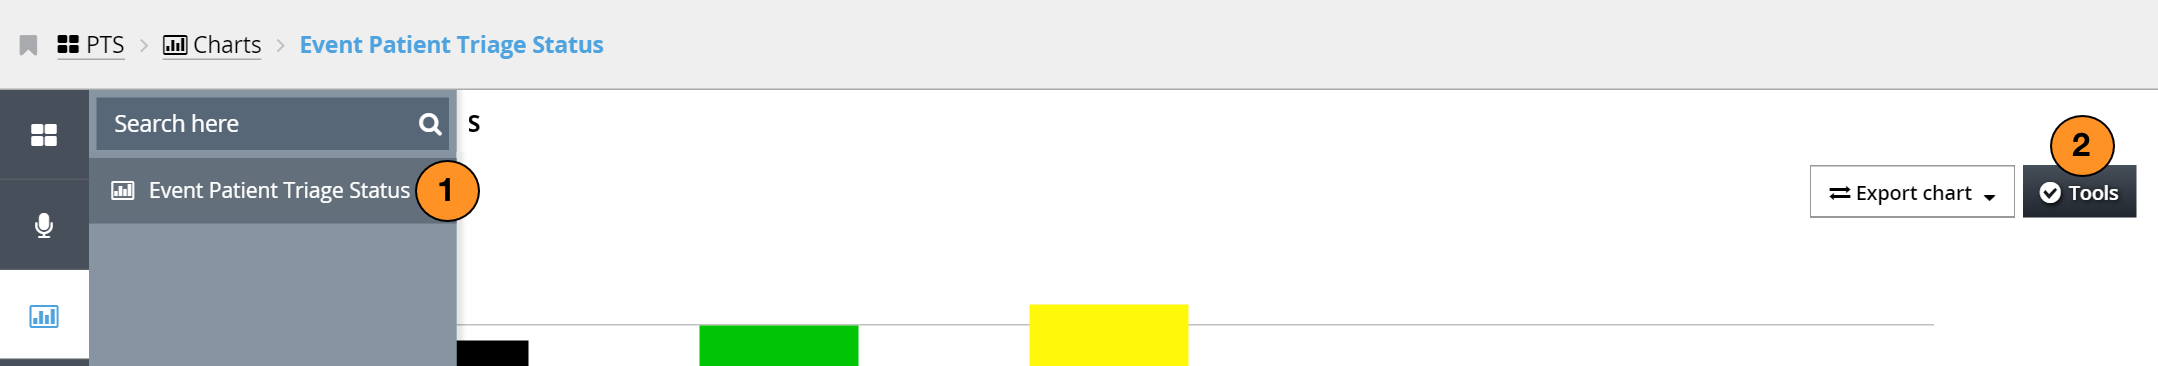 PTS > Charts > Event Patient Triage Status
Search here
S
Event Patient Triage Status
1
2
Export chart
Tools